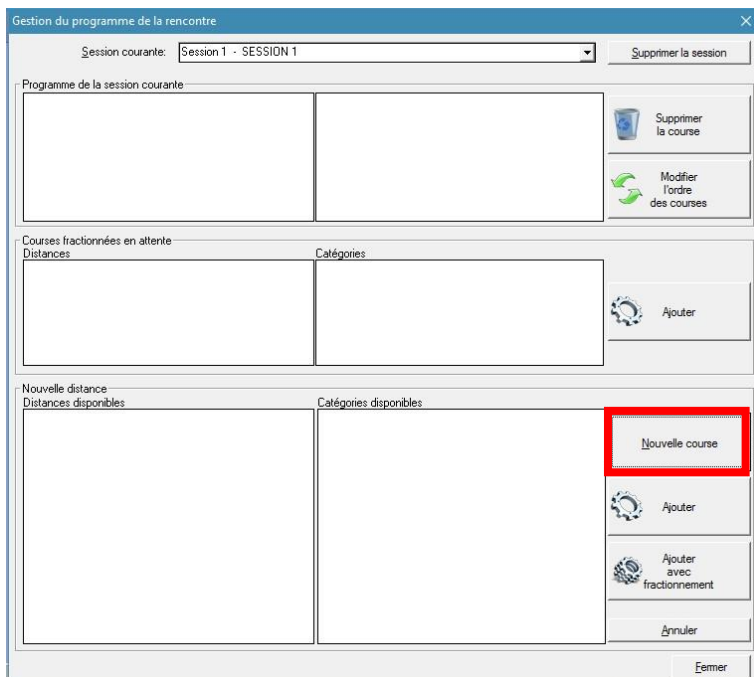 Gestion du programme de la rencontre
Session courante: Session 1 - SESSION 1 Supprimer la session
Programme de la session courante
Supprimer
la course
Modifier
l'ordre
des courses
Courses fractionnées en attente
Distances Catégories
Ajouter
Nouvelle distance
Distances disponibles Catégories disponibles
Nouvelle course
Ajouter
Ajouter
avec
fractionnement
Annuler
Fermer